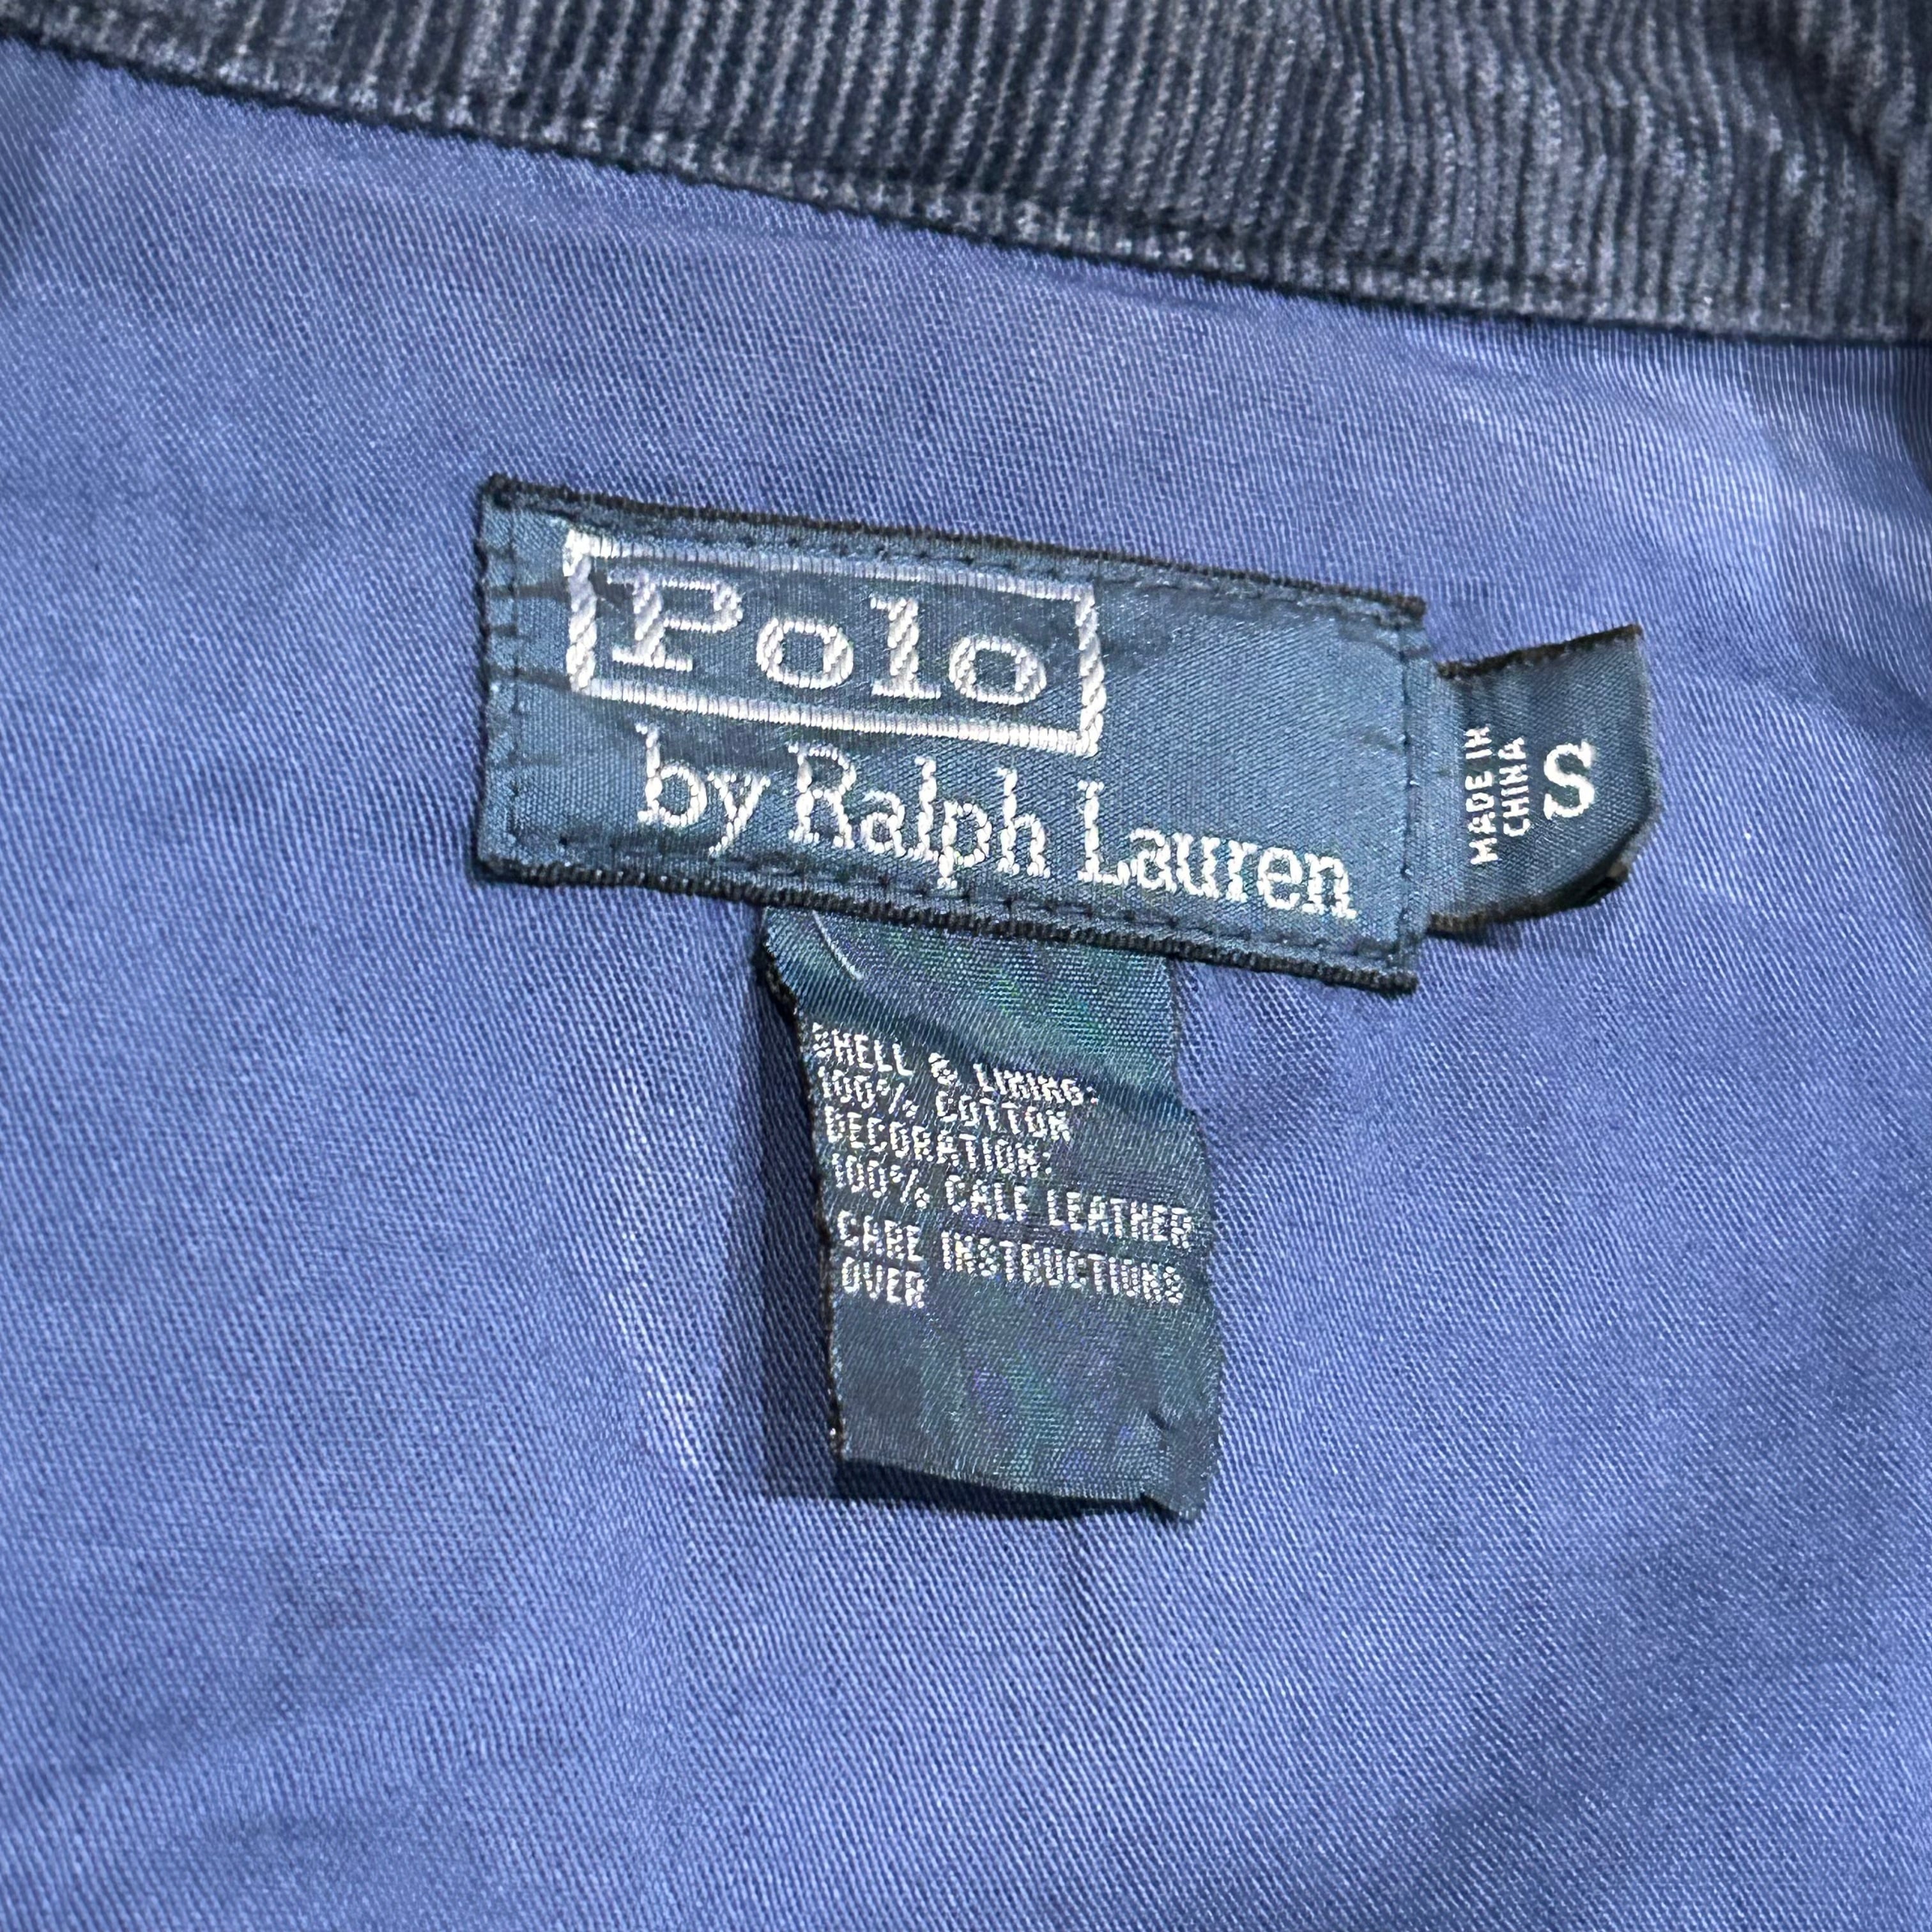 Polo
by Ralph Lauren
MADE IN
CHINA
S
SHELL & LINING:
100% COTTON
DECORATION:
100% CALF LEATHER
CARE INSTRUCTIONS
OVER